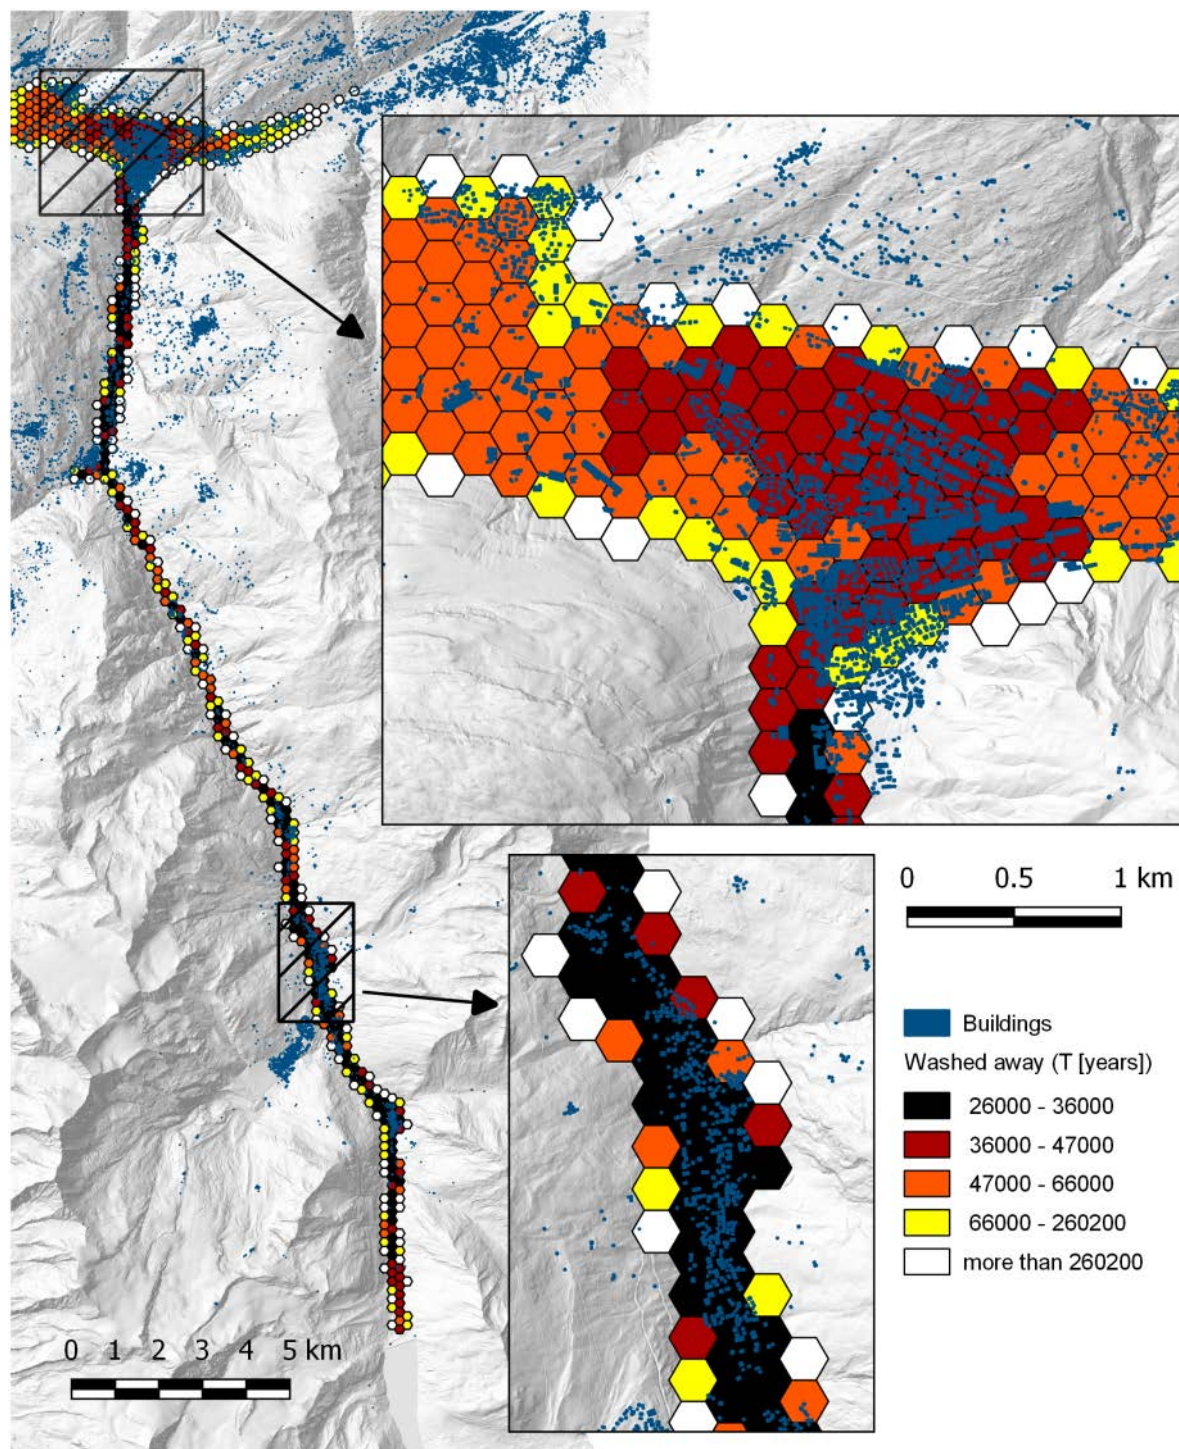 0 0.5 1 km
Buildings
Washed away (T [years])
26000 - 36000
36000 - 47000
47000 - 66000
66000 - 260200
more than 260200
0 1 2 3 4 5 km